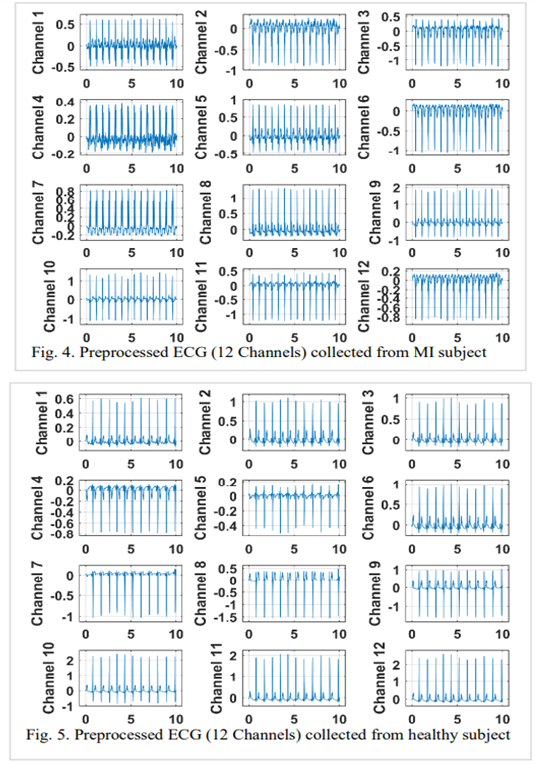 Channel 1
0.5
0
-0.5
0 5 10
Channel 2
0
-0.5
-1
0 5 10
Channel 3
0.5
0
-0.5
-1
0 5 10
Channel 4
0.4
0.2
0
-0.2
0 5 10
Channel 5
1
0.5
0
-0.5
0 5 10
Channel 6
0
-0.5
-1
0 5 10
Channel 7
0.8
0.6
0.4
0.2
0
-0.2
0 5 10
Channel 8
1
0.5
0
0 5 10
Channel 9
2
1
0
-1
0 5 10
Channel 10
1
0
-1
0 5 10
Channel 11
0.5
0
-0.5
-1
0 5 10
Channel 12
0.2
0
-0.2
-0.4
-0.6
-0.8
0 5 10
Fig. 4. Preprocessed ECG (12 Channels) collected from MI subject
Channel 1
0.6
0.4
0.2
0
0 5 10
Channel 2
1
0.5
0
0 5 10
Channel 3
1
0.5
0
0 5 10
Channel 4
0.2
0
-0.2
-0.4
-0.6
-0.8
0 5 10
Channel 5
0.2
0
-0.2
-0.4
0 5 10
Channel 6
1
0.5
0
0 5 10
Channel 7
0
-0.5
-1
0 5 10
Channel 8
0.5
0
-0.5
-1
-1.5
0 5 10
Channel 9
1
0
-1
0 5 10
Channel 10
2
1
0
-1
0 5 10
Channel 11
2
1
0
0 5 10
Channel 12
2
1
0
0 5 10
Fig. 5. Preprocessed ECG (12 Channels) collected from healthy subject